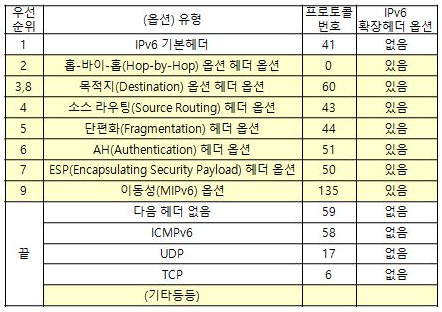 우선 순위 (옵션) 유형 프로토콜 번호 IPv6 확장헤더 옵션
1 IPv6 기본헤더 41 없음
2 홉-바이-홉(Hop-by-Hop) 옵션 헤더 옵션 0 있음
3,8 목적지(Destination) 옵션 헤더 옵션 60 있음
4 소스 라우팅(Source Routing) 헤더 옵션 43 있음
5 단편화(Fragmentation) 헤더 옵션 44 있음
6 AH(Authentication) 헤더 옵션 51 있음
7 ESP(Encapsulating Security Payload) 헤더 옵션 50 있음
9 이동성(MIPv6) 옵션 135 있음
끝 다음 헤더 없음 59 없음
ICMPv6 58 없음
UDP 17 없음
TCP 6 없음
(기타등등)